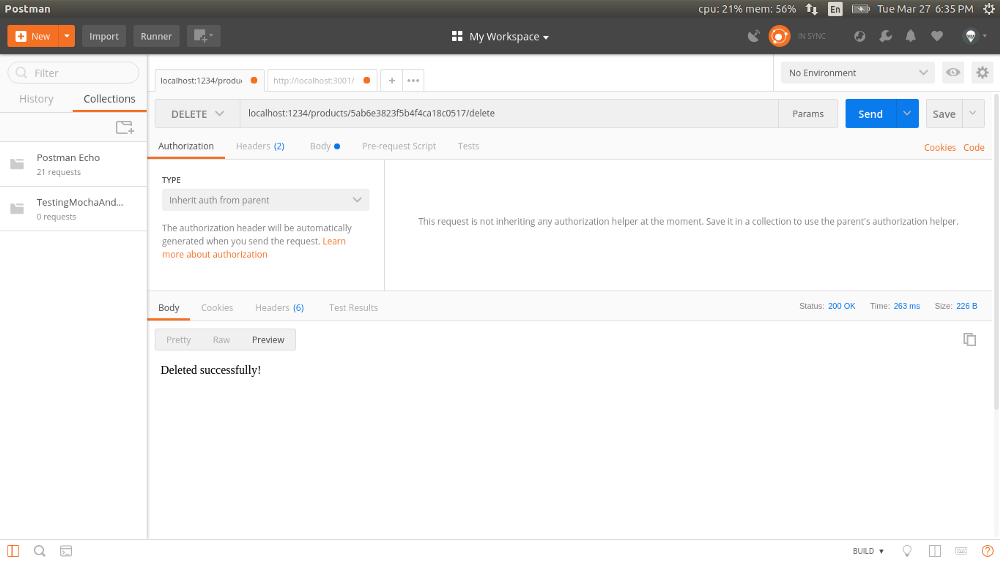 Postman
cpu: 21% mem: 56% En Tue Mar 27 6:35 PM
New Import Runner My Workspace IN SYNC
Filter
History Collections
Postman Echo
21 requests
TestingMochaAnd...
0 requests
localhost:1234/produ http://localhost:3001/ + ••• No Environment
DELETE localhost:1234/products/5ab6e3823f5b4f4ca18c0517/delete Params Send Save
Authorization Headers (2) Body Pre-request Script Tests Cookies Code
TYPE
Inherit auth from parent
The authorization header will be automatically
generated when you send the request. Learn
more about authorization
This request is not inheriting any authorization helper at the moment. Save it in a collection to use the parent's authorization helper.
Body Cookies Headers (6) Test Results Status: 200 OK Time: 263 ms Size: 226 B
Pretty Raw Preview
Deleted successfully!
BUILD